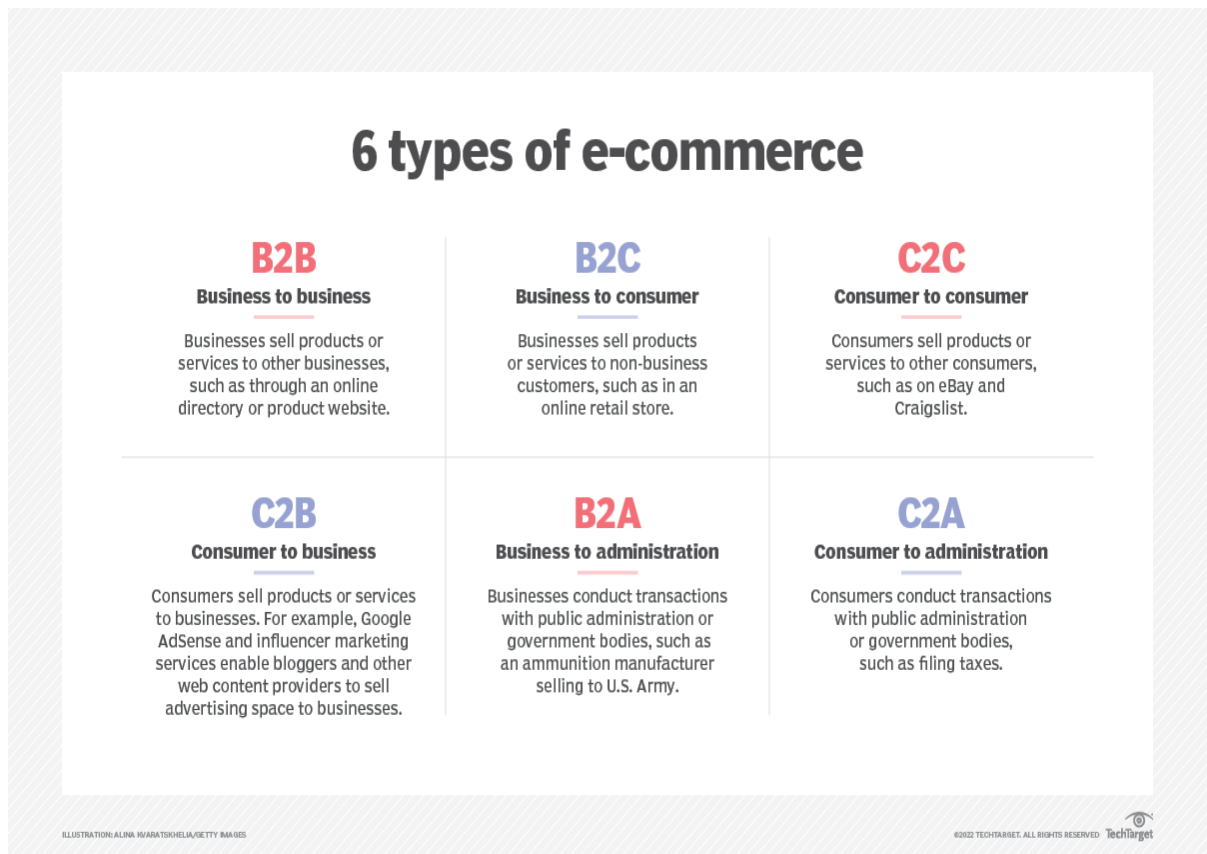 6 types of e-commerce
B2B
Business to business
Businesses sell products or
services to other businesses,
such as through an online
directory or product website.
B2C
Business to consumer
Businesses sell products
or services to non-business
customers, such as in an
online retail store.
C2C
Consumer to consumer
Consumers sell products or
services to other consumers,
such as on eBay and
Craigslist.
C2B
Consumer to business
Consumers sell products or services
to businesses. For example, Google
AdSense and influencer marketing
services enable bloggers and other
web content providers to sell
advertising space to businesses.
B2A
Business to administration
Businesses conduct transactions
with public administration or
government bodies, such as
an ammunition manufacturer
selling to U.S. Army.
C2A
Consumer to administration
Consumers conduct transactions
with public administration
or government bodies,
such as filing taxes.
ILLUSTRATION: ALINA KVARATSKHELIA/GETTY IMAGES
©2022 TECHTARGET. ALL RIGHTS RESERVED TechTarget